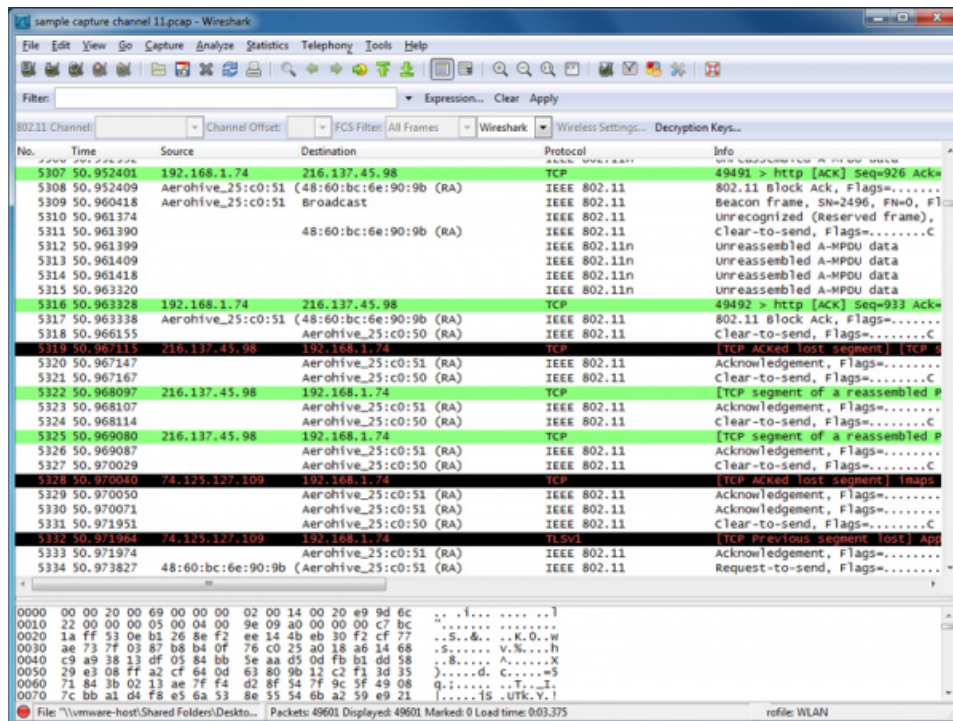 sample capture channel 11.pcap - Wireshark
File Edit View Go Capture Analyze Statistics Telephony Tools Help
Filter: Expression... Clear Apply
802.11 Channel: Channel Offset: FCS Filter: All Frames Wireshark Wireless Settings... Decryption Keys...
No. Time Source Destination Protocol Info
5307 50.952401 192.168.1.74 216.137.45.98 TCP 49491 > http [ACK] Seq=926 Ack=
5308 50.952409 Aerohive_25:c0:51 (48:60:bc:6e:90:9b (RA) IEEE 802.11 802.11 Block Ack, Flags=.......
5309 50.960418 Aerohive_25:c0:51 Broadcast IEEE 802.11 Beacon frame, SN=2496, FN=0, Fl
5310 50.961374 IEEE 802.11 Unrecognized (Reserved frame),
5311 50.961390 48:60:bc:6e:90:9b (RA) IEEE 802.11 Clear-to-send, Flags=........C
5312 50.961399 IEEE 802.11n Unreassembled A-MPDU data
5313 50.961409 IEEE 802.11n Unreassembled A-MPDU data
5314 50.961418 IEEE 802.11n Unreassembled A-MPDU data
5315 50.963320 IEEE 802.11n Unreassembled A-MPDU data
5316 50.963328 192.168.1.74 216.137.45.98 TCP 49492 > http [ACK] Seq=933 Ack=
5317 50.963338 Aerohive_25:c0:51 (48:60:bc:6e:90:9b (RA) IEEE 802.11 802.11 Block Ack, Flags=.......
5318 50.966155 Aerohive_25:c0:50 (RA) IEEE 802.11 Clear-to-send, Flags=........C
5319 50.967115 216.137.45.98 192.168.1.74 TCP [TCP ACKed lost segment] [TCP s
5320 50.967147 Aerohive_25:c0:51 (RA) IEEE 802.11 Acknowledgement, Flags=........
5321 50.967167 Aerohive_25:c0:50 (RA) IEEE 802.11 Clear-to-send, Flags=........C
5322 50.968097 216.137.45.98 192.168.1.74 TCP [TCP segment of a reassembled P
5323 50.968107 Aerohive_25:c0:51 (RA) IEEE 802.11 Acknowledgement, Flags=........
5324 50.968114 Aerohive_25:c0:50 (RA) IEEE 802.11 Clear-to-send, Flags=........C
5325 50.969080 216.137.45.98 192.168.1.74 TCP [TCP segment of a reassembled P
5326 50.969087 Aerohive_25:c0:51 (RA) IEEE 802.11 Acknowledgement, Flags=........
5327 50.970029 Aerohive_25:c0:50 (RA) IEEE 802.11 Clear-to-send, Flags=........C
5328 50.970040 74.125.127.109 192.168.1.74 TCP [TCP ACKed lost segment] imaps
5329 50.970050 Aerohive_25:c0:51 (RA) IEEE 802.11 Acknowledgement, Flags=........
5330 50.970071 Aerohive_25:c0:51 (RA) IEEE 802.11 Acknowledgement, Flags=........
5331 50.971951 Aerohive_25:c0:50 (RA) IEEE 802.11 Clear-to-send, Flags=........C
5332 50.971964 74.125.127.109 192.168.1.74 TLSv1 [TCP Previous segment lost] App
5333 50.971974 Aerohive_25:c0:51 (RA) IEEE 802.11 Acknowledgement, Flags=........
5334 50.973827 48:60:bc:6e:90:9b (Aerohive_25:c0:51 (RA) IEEE 802.11 Request-to-send, Flags=........
0000 00 00 20 00 69 00 00 00 02 00 14 00 20 e9 9d 6c .. .i... .... ..l
0010 22 00 00 00 05 00 04 00 9e 09 a0 00 00 00 c7 bc "....... ........
0020 1a ff 53 0e b1 26 8e f2 ee 14 4b eb 30 f2 cf 77 ..S..&.. ..K.0..w
0030 ae 73 7f 03 87 b8 b4 0f 76 c0 25 a0 18 a6 14 68 .s...... v.%....h
0040 c9 a9 38 13 df 05 84 bb 5e aa d5 0d fb b1 dd 58 ..8..... ^......X
0050 29 e3 08 ff a2 cf 64 0d 63 80 9b 12 c2 f1 3d 35 ).....d. c.....=5
0060 71 84 3b 02 13 ae 7f f4 d2 8f 54 7f 9c 5f 49 08 q.;..... ..T.._I.
0070 7c bb a1 d4 f8 e5 6a 53 8e 55 54 6b a2 59 e9 21 |.....jS .UTk.Y.!
File: "\\vmware-host\Shared Folders\Deskto... Packets: 49601 Displayed: 49601 Marked: 0 Load time: 0:03.375 rofile: WLAN